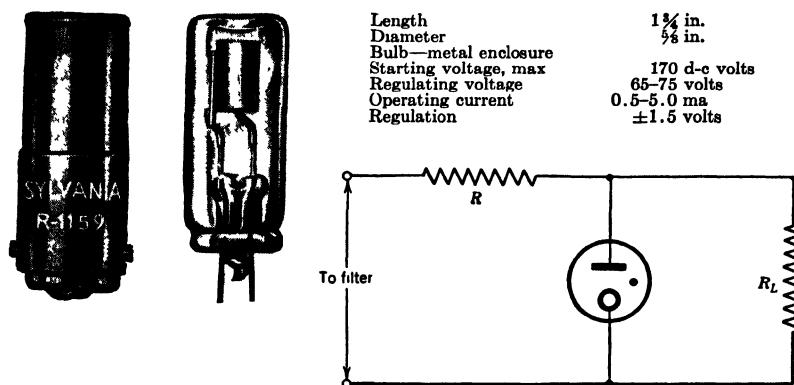 Length 1¾ in.
Diameter ⅝ in.
Bulb—metal enclosure
Starting voltage, max 170 d-c volts
Regulating voltage 65–75 volts
Operating current 0.5–5.0 ma
Regulation ±1.5 volts
SYLVANIA
R-1159
R
To filter
R_L